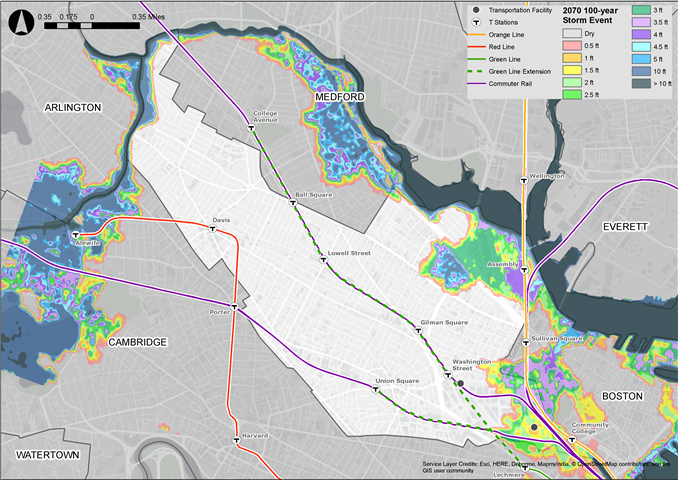 0.35 0.175 0 0.35 Miles
Transportation Facility
T Stations
Orange Line
Red Line
Green Line
Green Line Extension
Commuter Rail
2070 100-year
Storm Event
Dry
0.5 ft
1 ft
1.5 ft
2 ft
2.5 ft
3 ft
3.5 ft
4 ft
4.5 ft
5 ft
10 ft
> 10 ft
ARLINGTON
MEDFORD
College
Avenue
Wellington
Ball Square
Davis
EVERETT
Alewife
Lowell Street
Assembly
Porter
Gilman Square
CAMBRIDGE
Sullivan Square
Washington
Street
Union Square
BOSTON
Community
College
Harvard
WATERTOWN
Service Layer Credits: Esri, HERE, DeLorme, MapmyIndia, © OpenStreetMap contributors, and the
GIS user community
Lechmere